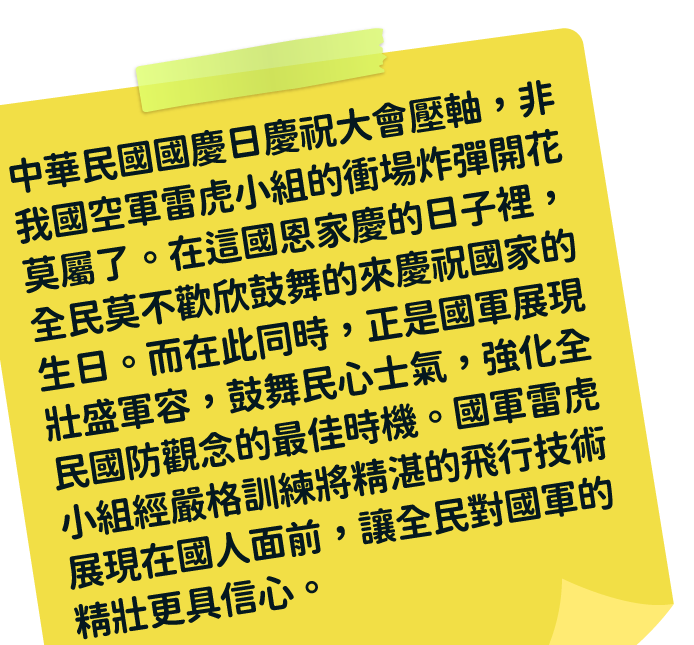 中華民國國慶日慶祝大會壓軸，非
我國空軍雷虎小組的衝場炸彈開花
莫屬了。在這國恩家慶的日子裡，
全民莫不歡欣鼓舞的來慶祝國家的
生日。而在此同時，正是國軍展現
壯盛軍容，鼓舞民心士氣，強化全
民國防觀念的最佳時機。國軍雷虎
小組經嚴格訓練將精湛的飛行技術
展現在國人面前，讓全民對國軍的
精壯更具信心。